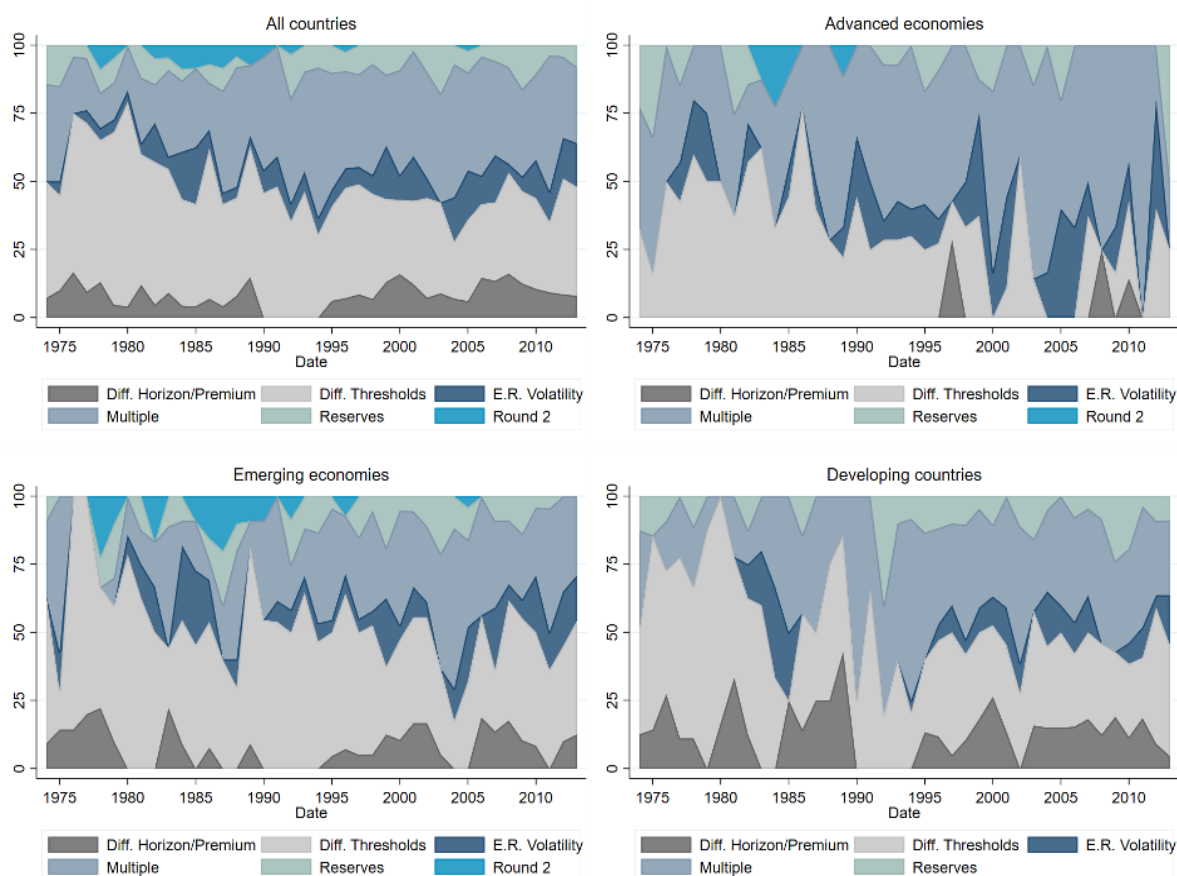 All countries
100
75
50
25
0
1975 1980 1985 1990 1995 2000 2005 2010
Date
Diff. Horizon/Premium Diff. Thresholds E.R. Volatility
Multiple Reserves Round 2
Advanced economies
100
75
50
25
0
1975 1980 1985 1990 1995 2000 2005 2010
Date
Diff. Horizon/Premium Diff. Thresholds E.R. Volatility
Multiple Reserves Round 2
Emerging economies
100
75
50
25
0
1975 1980 1985 1990 1995 2000 2005 2010
Date
Diff. Horizon/Premium Diff. Thresholds E.R. Volatility
Multiple Reserves Round 2
Developing countries
100
75
50
25
0
1975 1980 1985 1990 1995 2000 2005 2010
Date
Diff. Horizon/Premium Diff. Thresholds E.R. Volatility
Multiple Reserves